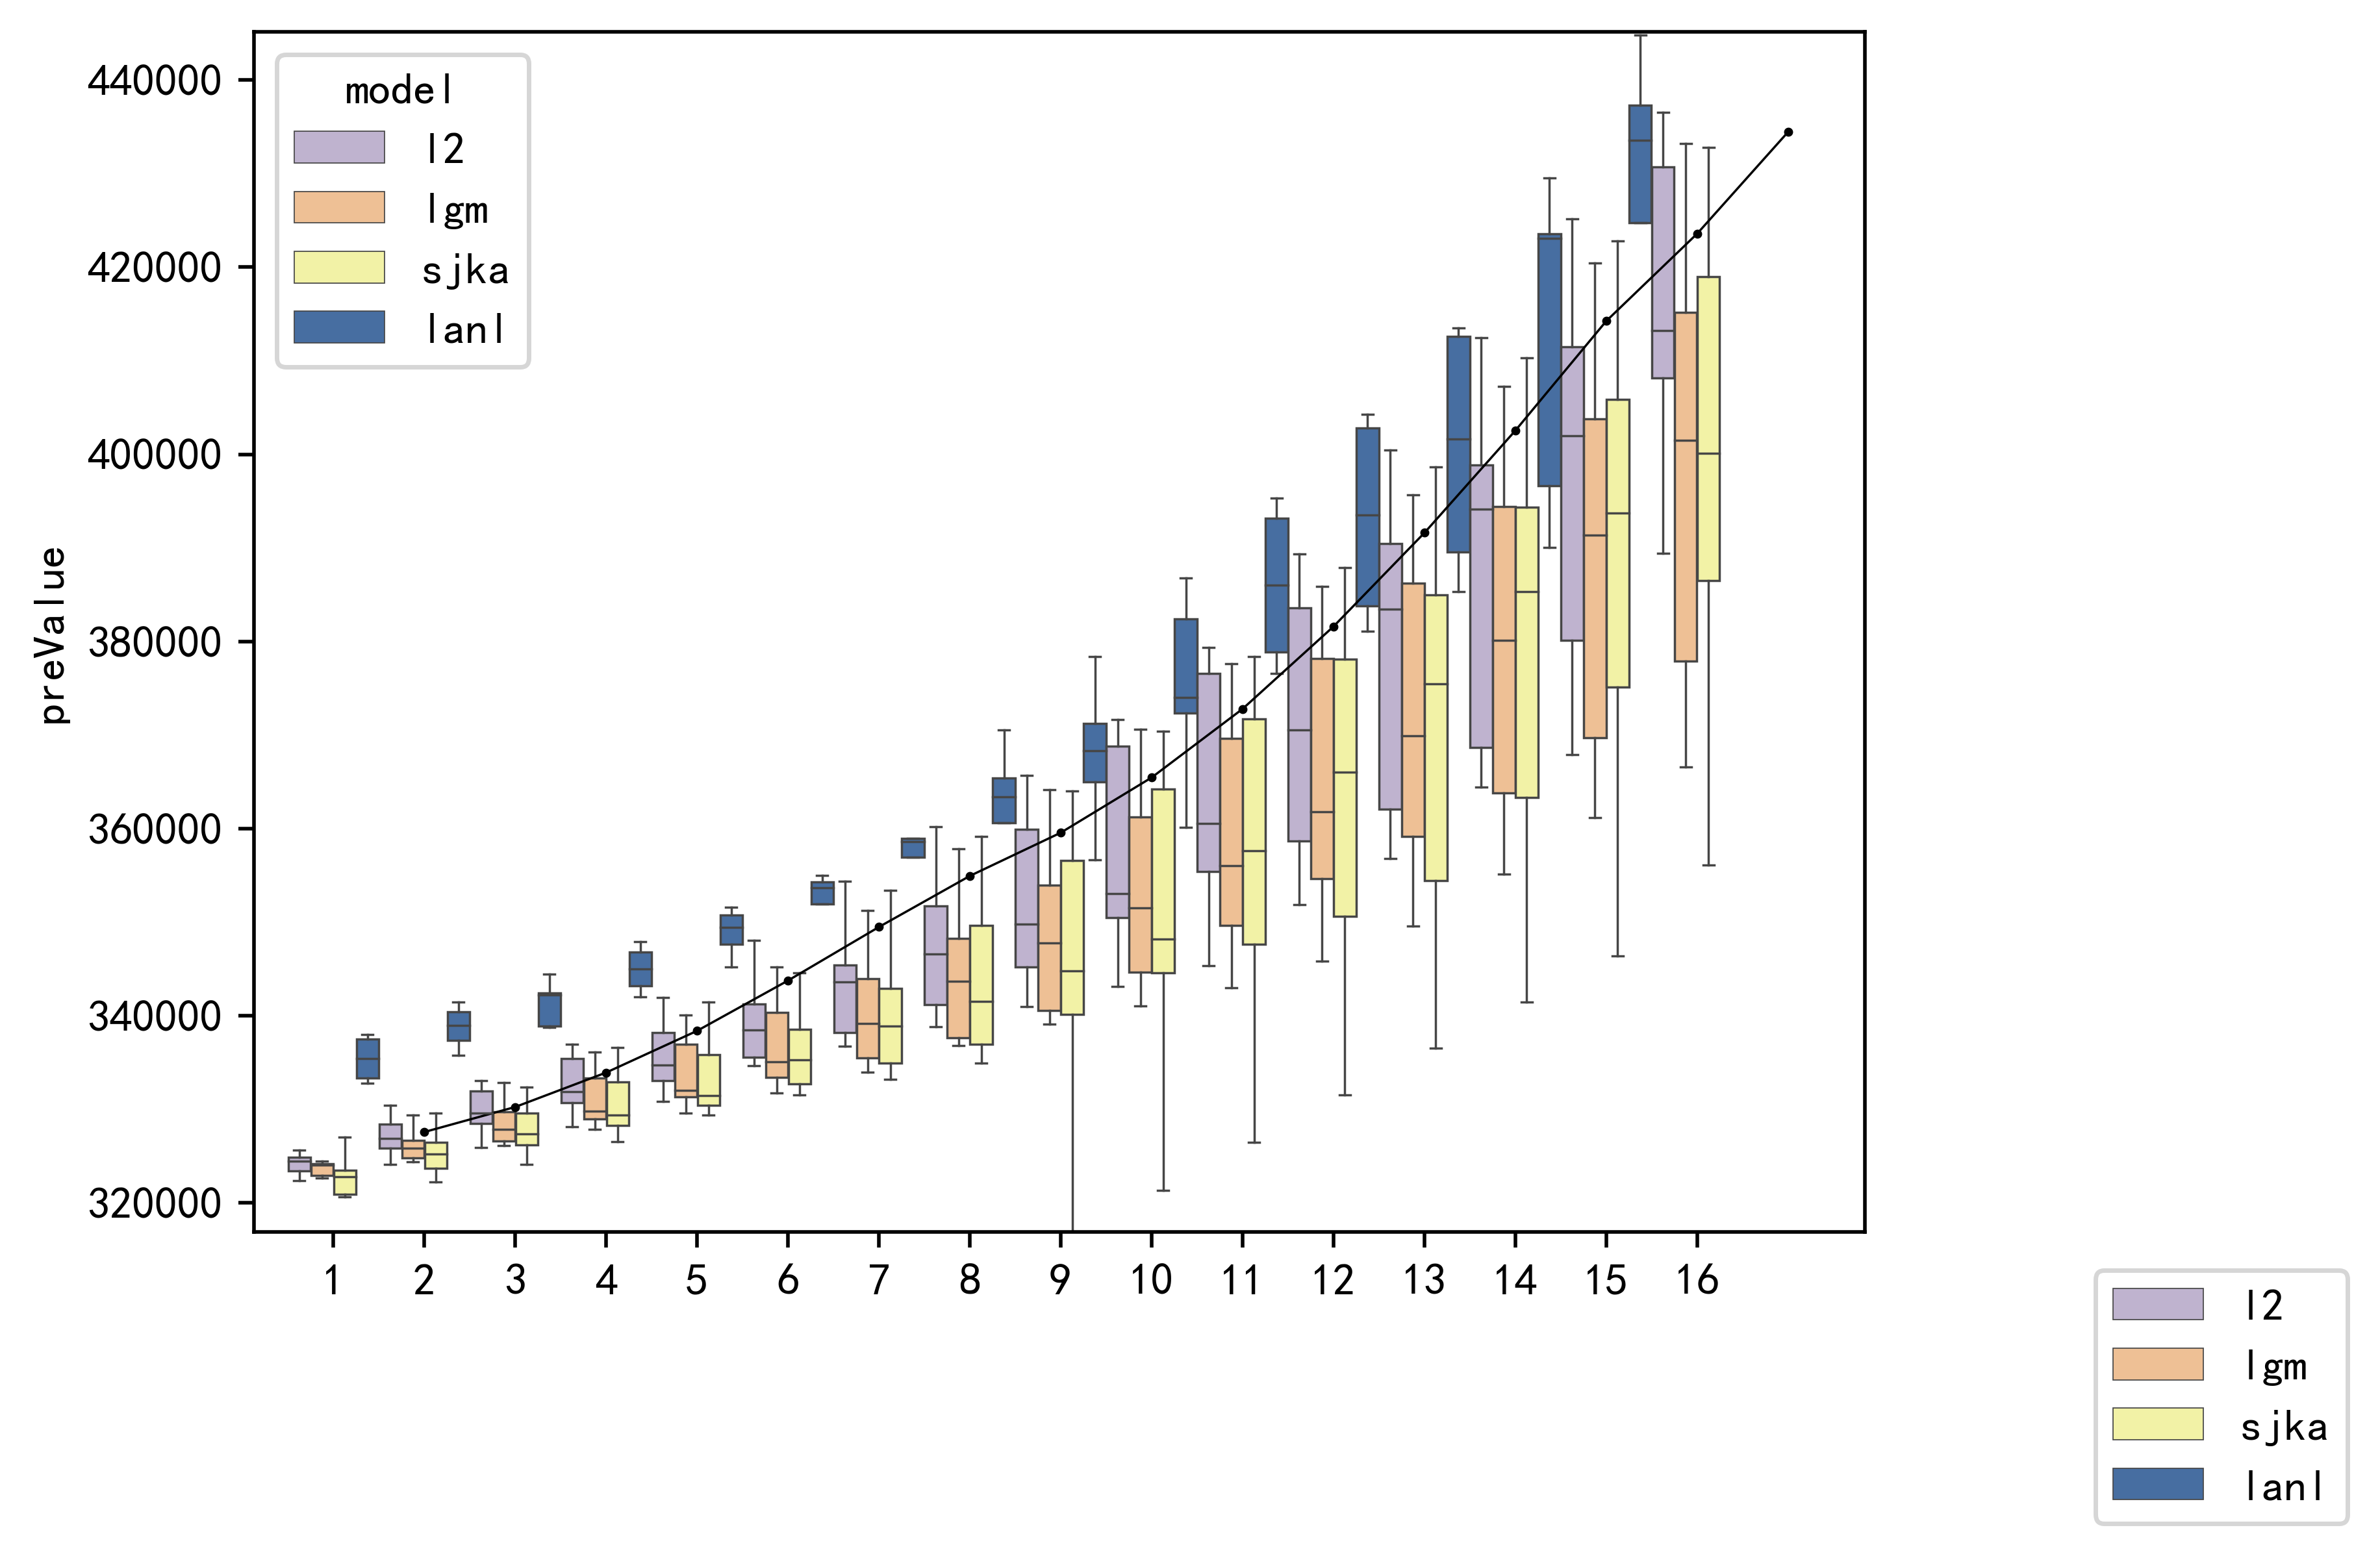 440000
420000
400000
380000
360000
340000
320000
preValue
model
l2
lgm
sjka
lanl
1 2 3 4 5 6 7 8 9 10 11 12 13 14 15 16
l2
lgm
sjka
lanl